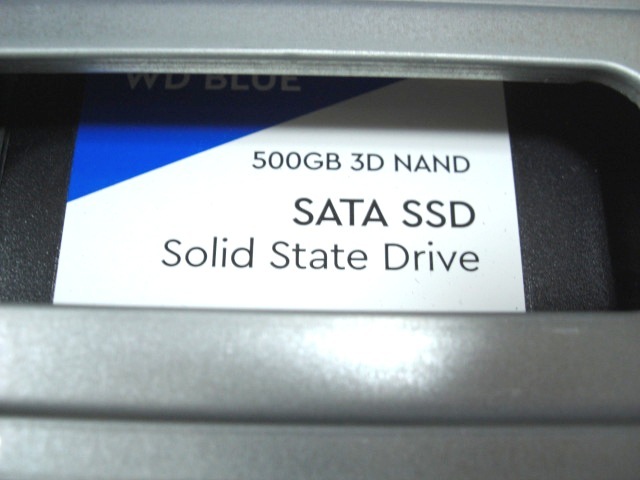 WD BLUE
500GB 3D NAND
SATA SSD
Solid State Drive